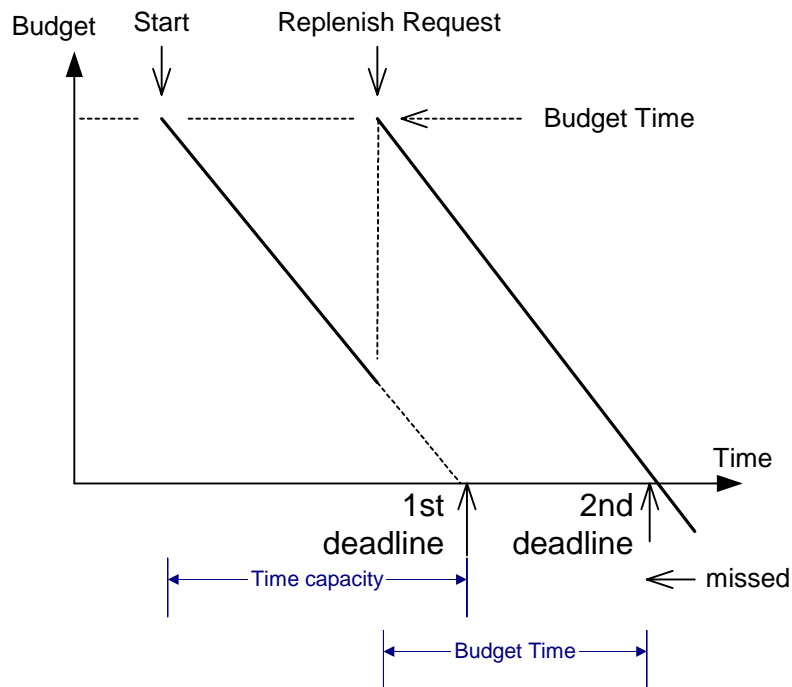 Budget
Start
Replenish Request
Budget Time
Time
1st
deadline
2nd
deadline
Time capacity
missed
Budget Time